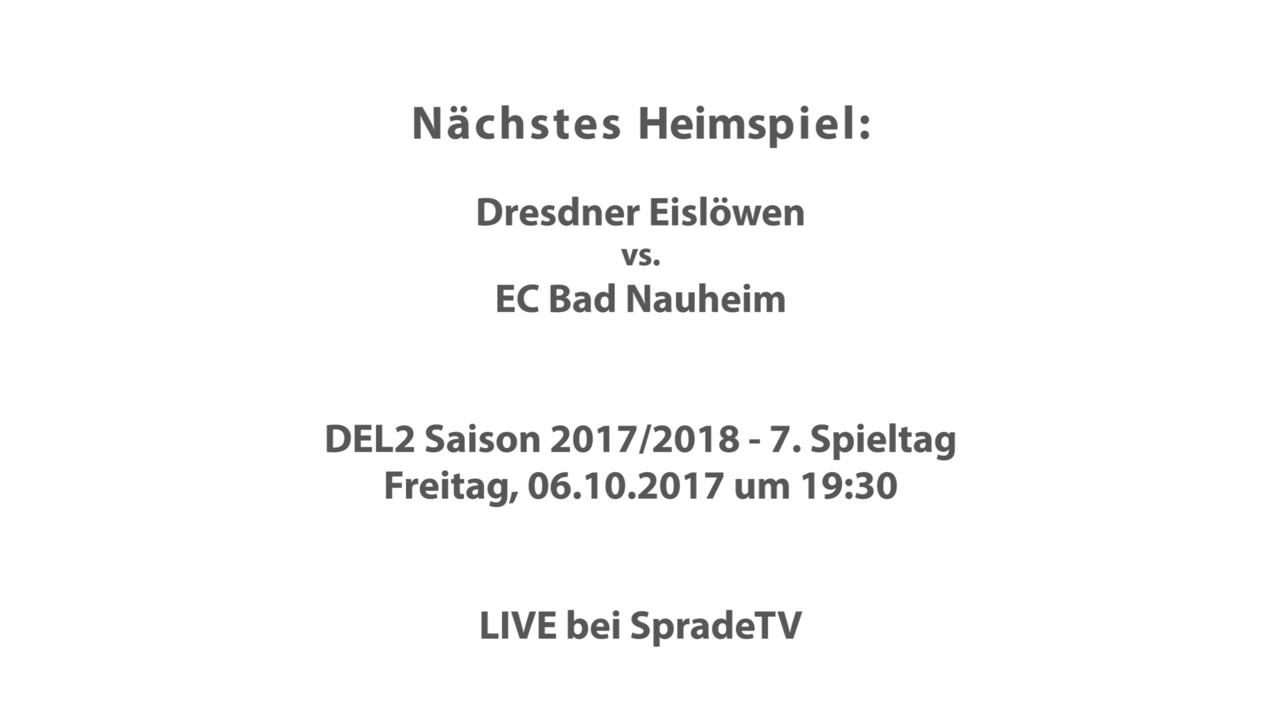 Nächstes Heimspiel:
Dresdner Eislöwen
vs.
EC Bad Nauheim
DEL2 Saison 2017/2018 - 7. Spieltag
Freitag, 06.10.2017 um 19:30
LIVE bei SpradeTV